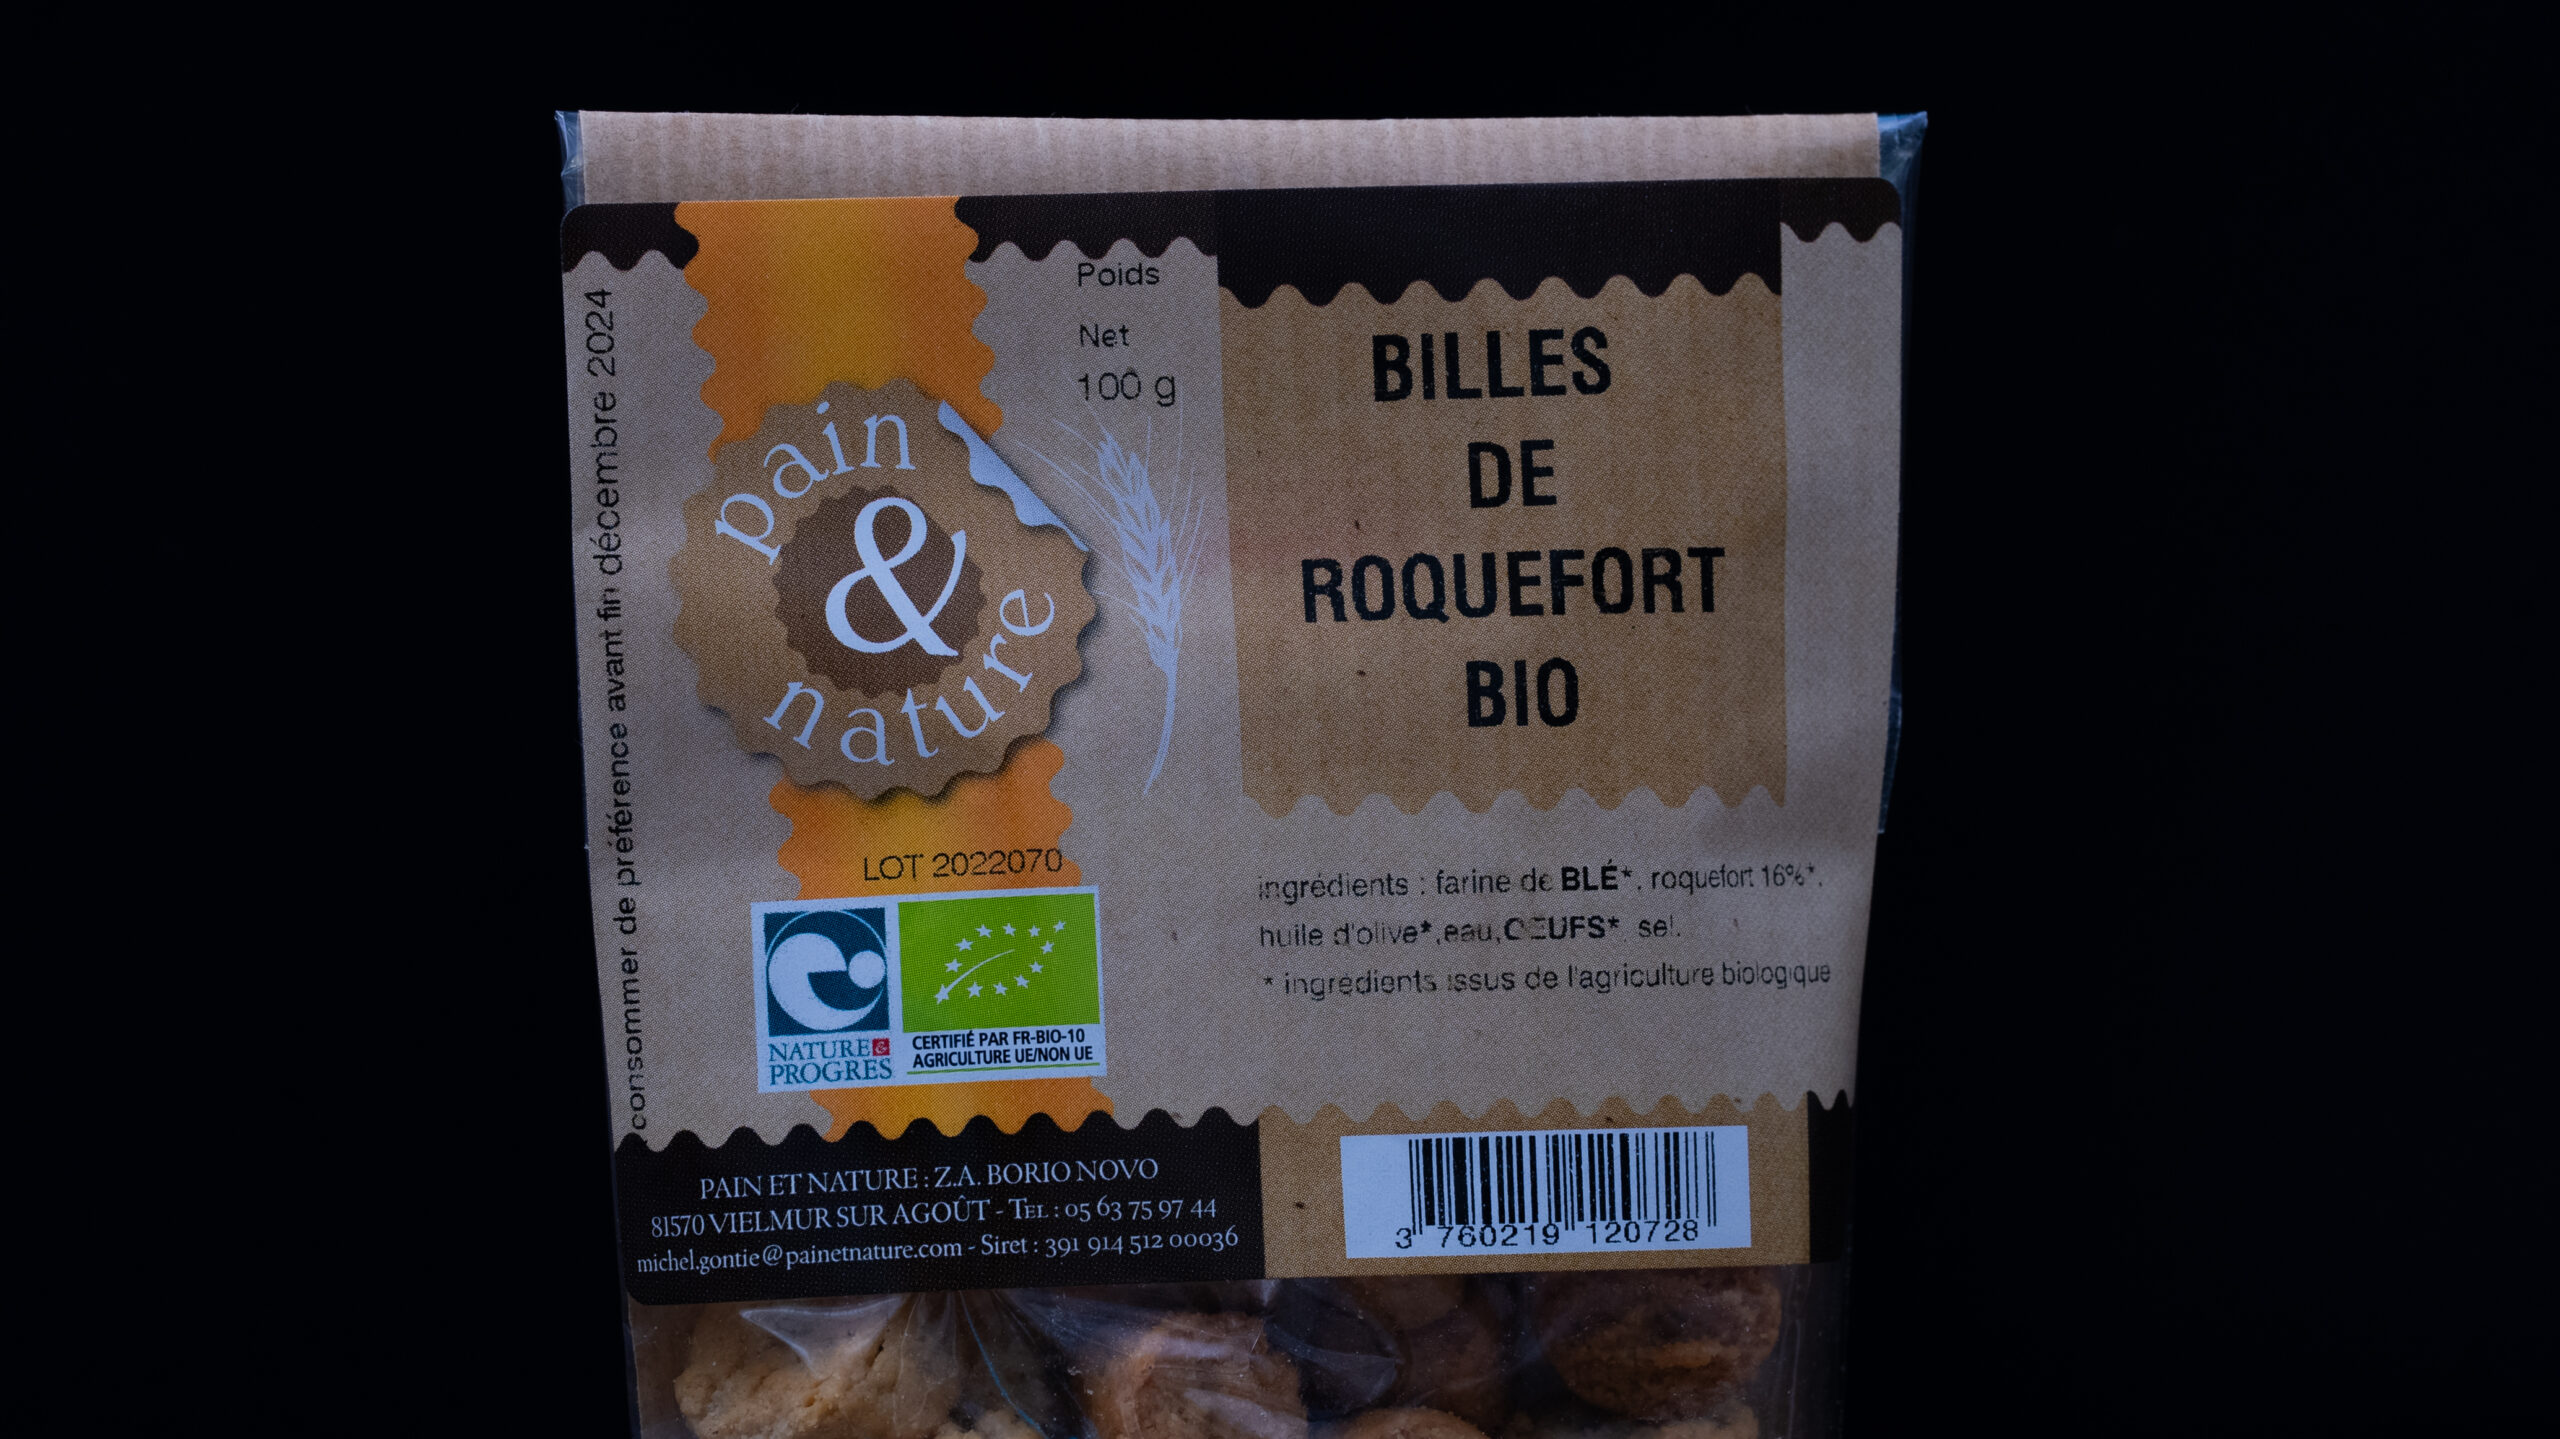 consommer de préférence avant fin décembre 2024
pain
&
nature
Poids
Net
100 g
BILLES
DE
ROQUEFORT
BIO
LOT 2022070
NATURE &
PROGRES
CERTIFIÉ PAR FR-BIO-10
AGRICULTURE UE/NON UE
ingrédients : farine de BLÉ*, roquefort 16%*,
huile d'olive*,eau,OEUFS*, sel.
* ingrédients issus de l'agriculture biologique
PAIN ET NATURE : Z.A. BORIO NOVO
81570 VIELMUR SUR AGOÛT - TEL : 05 63 75 97 44
michel.gontie@painetnature.com - Siret : 391 914 512 00036
3 760219 120728